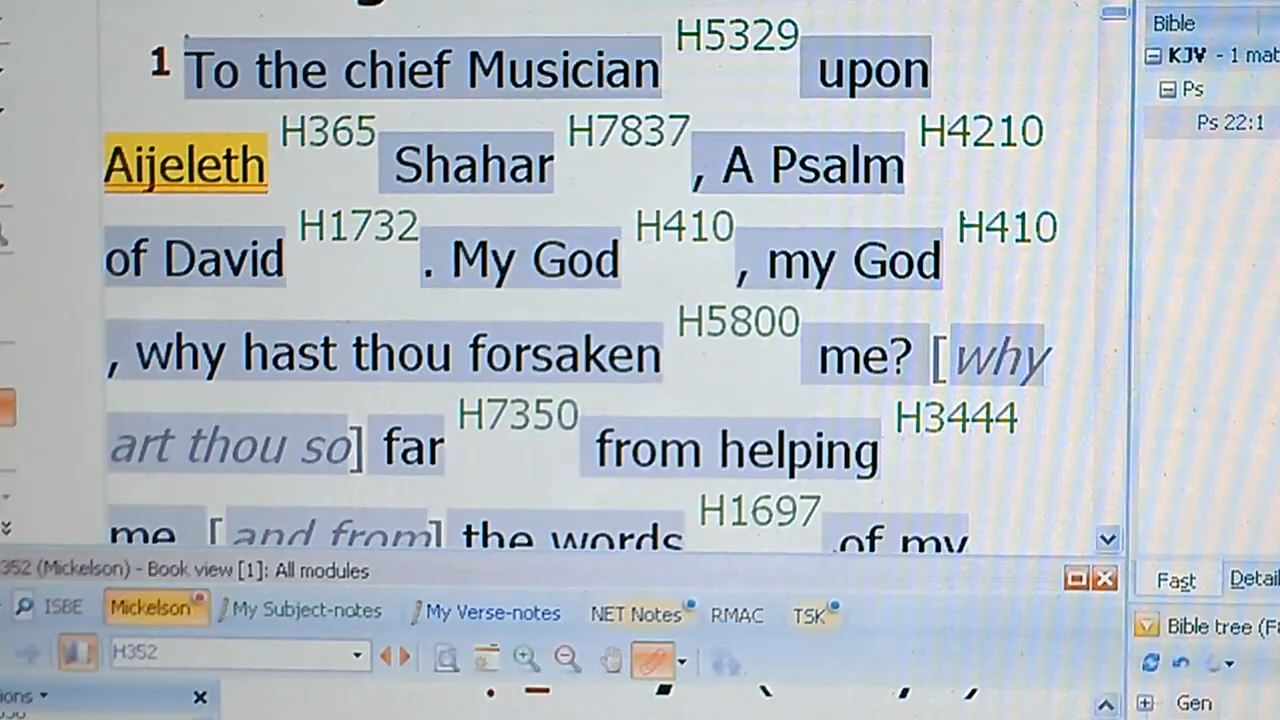 1 To the chief Musician H5329 upon
Aijeleth H365 Shahar H7837 , A Psalm H4210
of David H1732 . My God H410 , my God H410
, why hast thou forsaken H5800 me? [why
art thou so] far H7350 from helping H3444
me [and from] the words H1697 of my
352 (Mickelson) - Book view [1]: All modules
ISBE Mickelson My Subject-notes My Verse-notes NET Notes RMAC TSK
H352
ions
Bible
KJV - 1 mat
Ps
Ps 22:1
Fast Detail
Bible tree (Fa
Gen